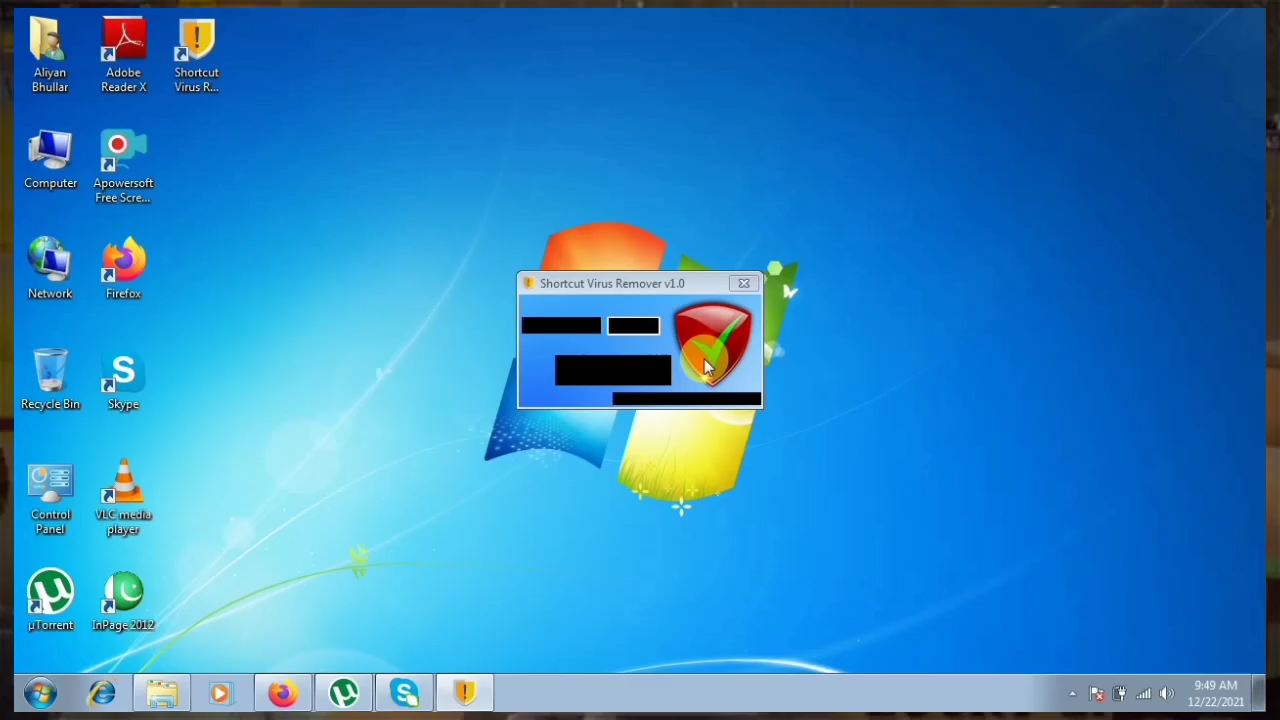 Aliyan
Bhullar
Adobe
Reader X
Shortcut
Virus R...
Computer
Apowersoft
Free Scre...
Network
Firefox
Shortcut Virus Remover v1.0
Recycle Bin
S
Skype
Control
Panel
VLC media
player
µ
µTorrent
InPage 2012
9:49 AM
12/22/2021